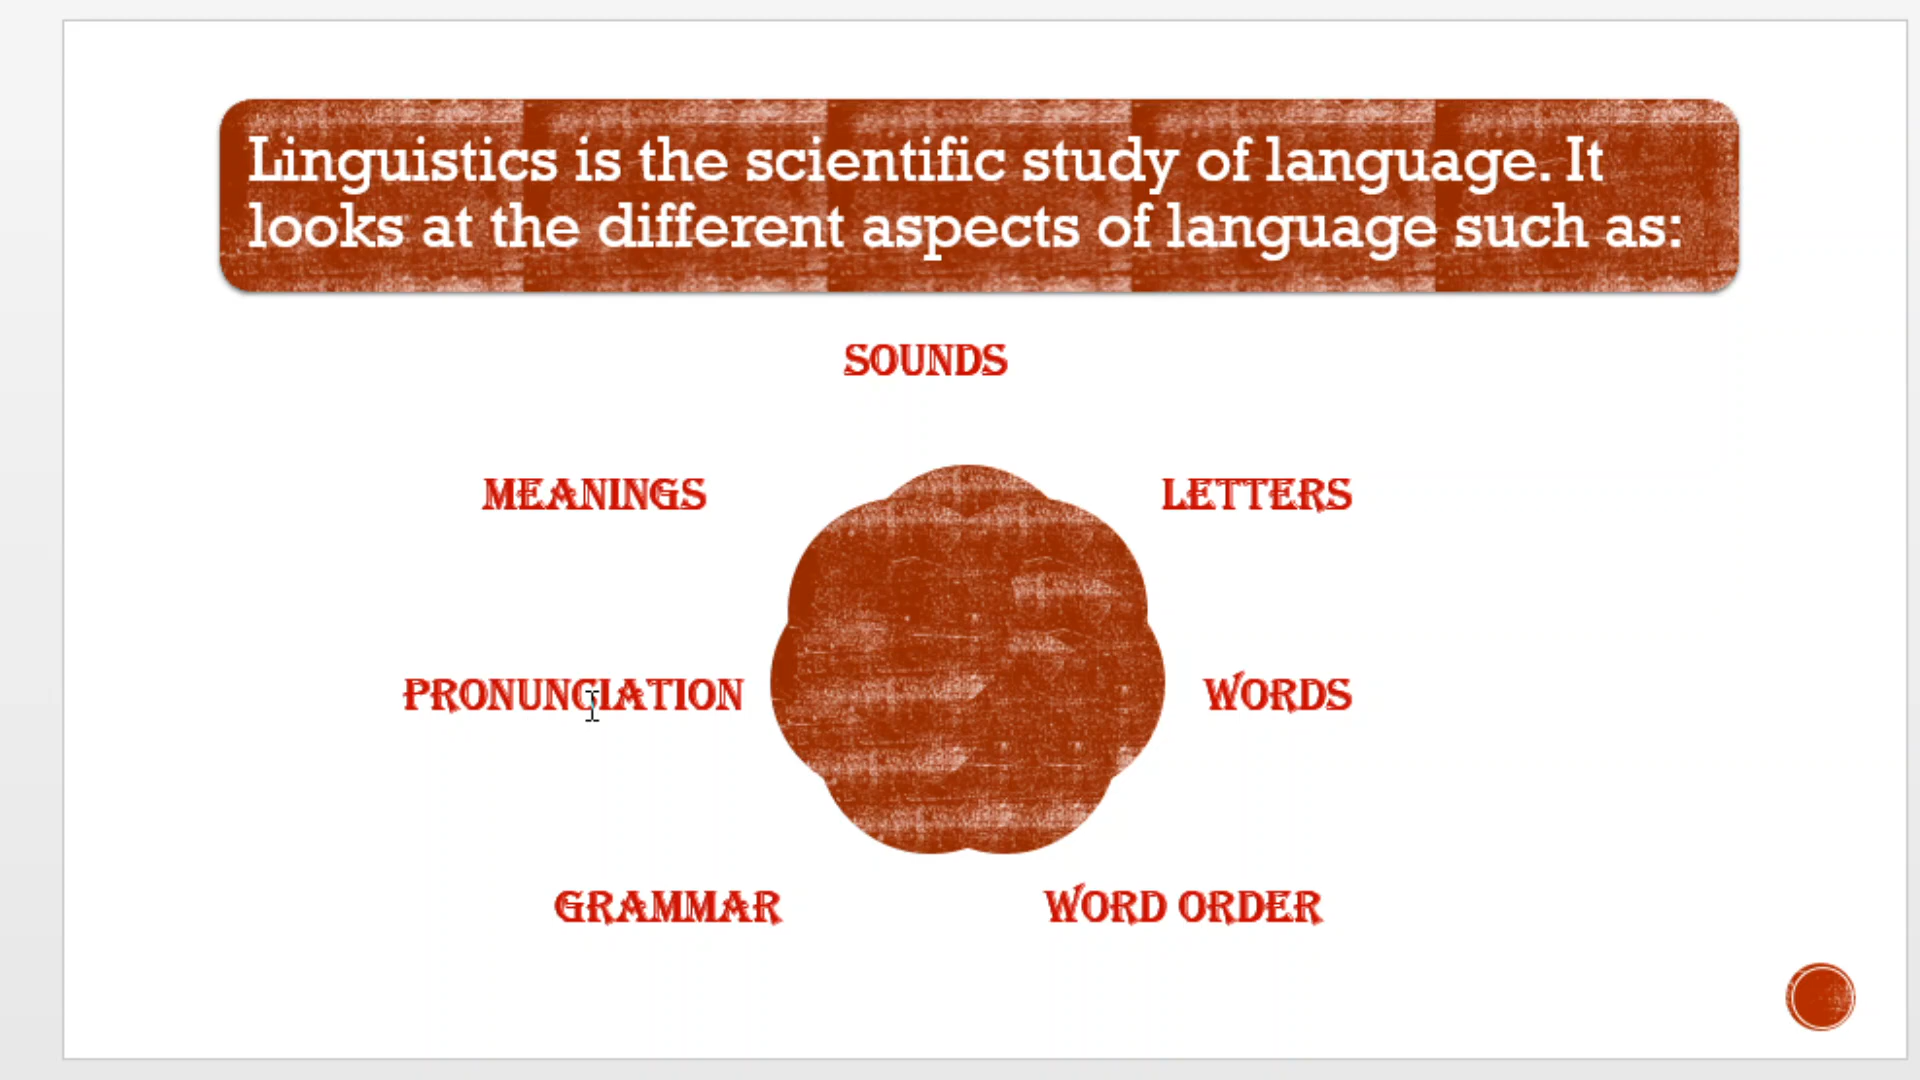 Linguistics is the scientific study of language. It
looks at the different aspects of language such as:
SOUNDS
MEANINGS
LETTERS
PRONUNCIATION
WORDS
GRAMMAR
WORD ORDER